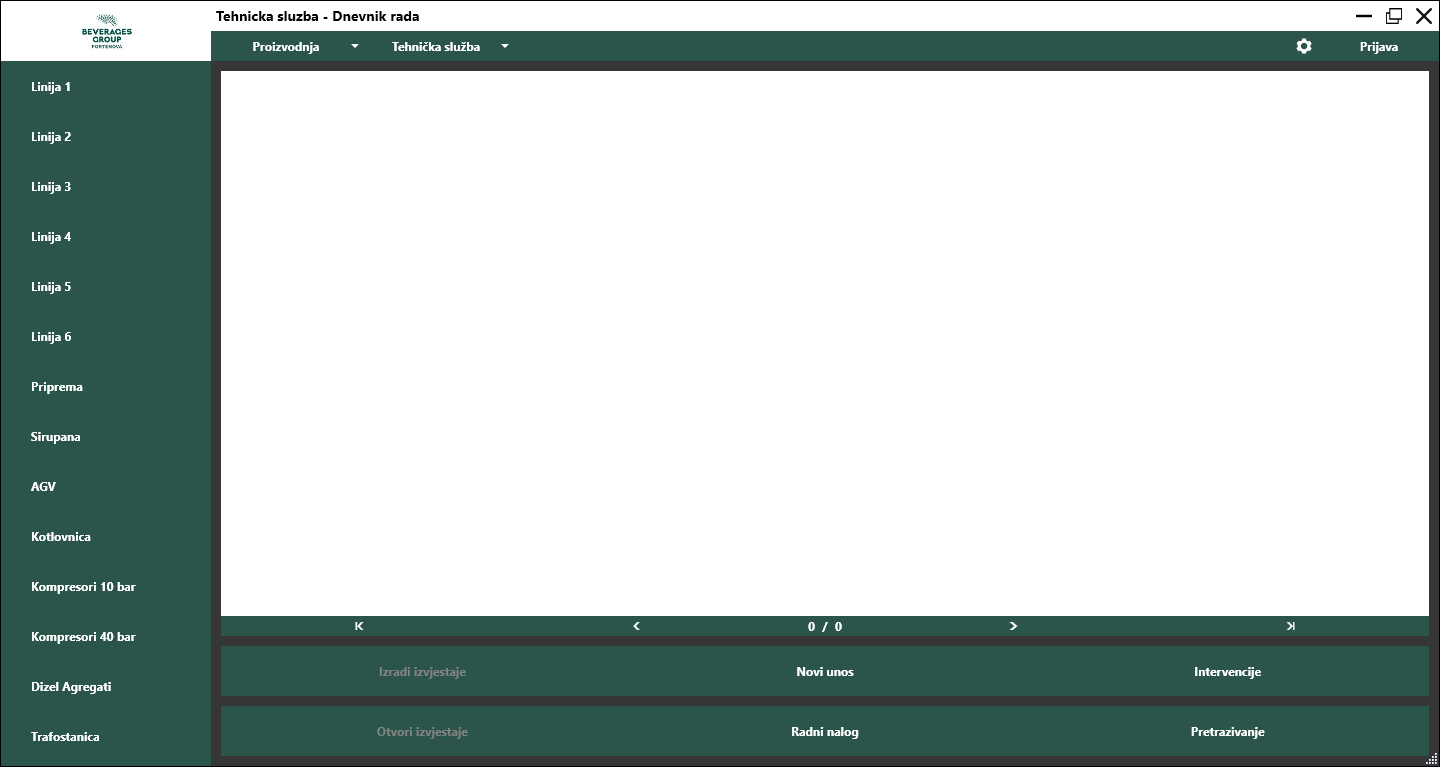 BEVERAGES
GROUP
FORTENOVA
Tehnicka sluzba - Dnevnik rada
Proizvodnja
Tehnička služba
Prijava
Linija 1
Linija 2
Linija 3
Linija 4
Linija 5
Linija 6
Priprema
Sirupana
AGV
Kotlovnica
Kompresori 10 bar
Kompresori 40 bar
Dizel Agregati
Trafostanica
0 / 0
Izradi izvjestaje
Novi unos
Intervencije
Otvori izvjestaje
Radni nalog
Pretrazivanje